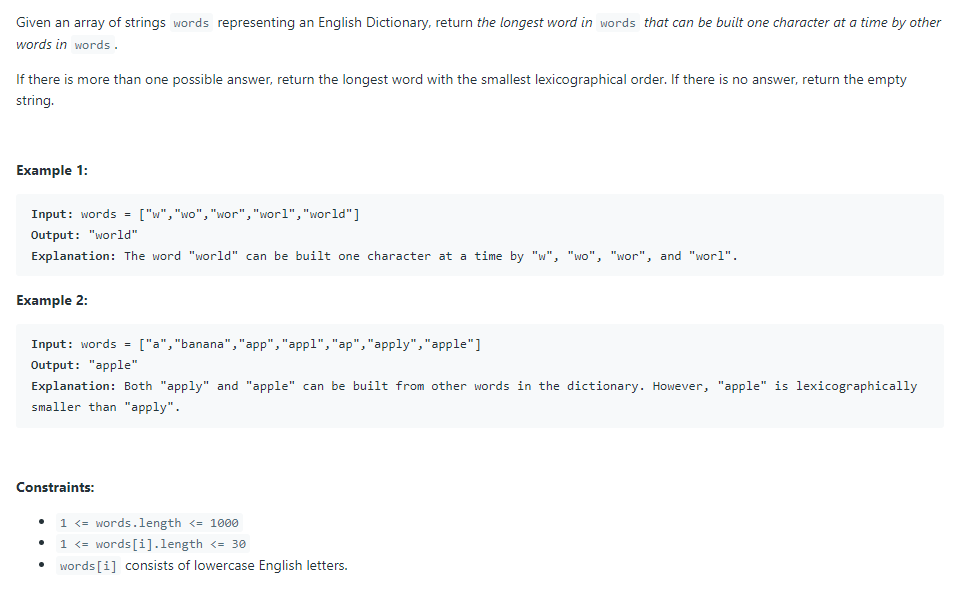 Given an array of strings words representing an English Dictionary, return the longest word in words that can be built one character at a time by other
words in words.
If there is more than one possible answer, return the longest word with the smallest lexicographical order. If there is no answer, return the empty
string.
Example 1:
Input: words = ["w","wo","wor","worl","world"]
Output: "world"
Explanation: The word "world" can be built one character at a time by "w", "wo", "wor", and "worl".
Example 2:
Input: words = ["a","banana","app","appl","ap","apply","apple"]
Output: "apple"
Explanation: Both "apply" and "apple" can be built from other words in the dictionary. However, "apple" is lexicographically
smaller than "apply".
Constraints:
• 1 <= words.length <= 1000
• 1 <= words[i].length <= 30
• words[i] consists of lowercase English letters.